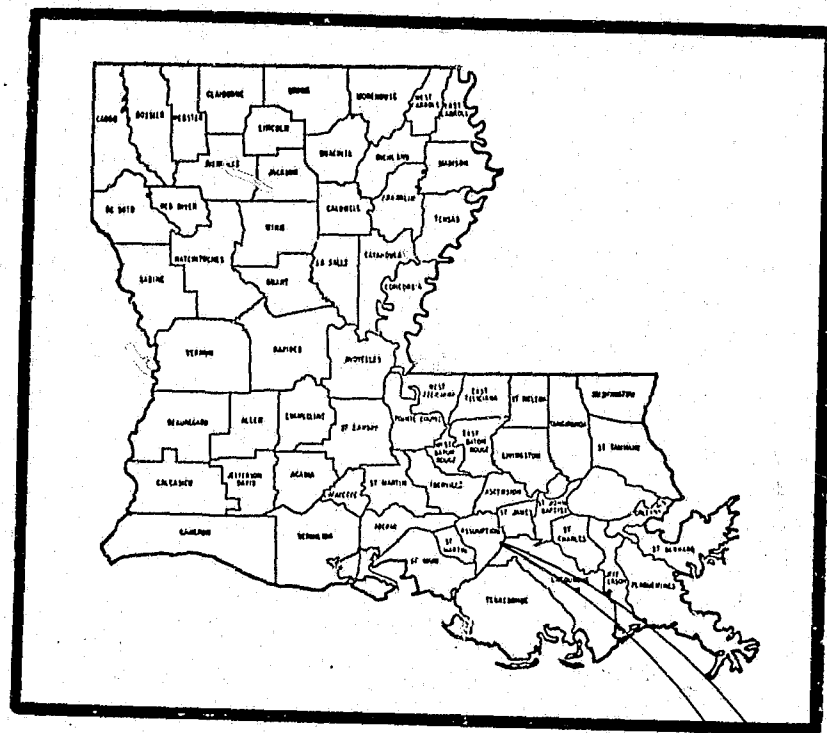 CLAIBORNE
UNION
MOREHOUSE
WEST CARROLL
EAST CARROLL
CADDO
BOSSIER
WEBSTER
LINCOLN
BIENVILLE
JACKSON
OUACHITA
RICHLAND
MADISON
DE SOTO
RED RIVER
WINN
CALDWELL
FRANKLIN
TENSAS
SABINE
NATCHITOCHES
GRANT
LA SALLE
CATAHOULA
CONCORDIA
VERNON
RAPIDES
AVOYELLES
WEST FELICIANA
EAST FELICIANA
ST HELENA
TANGIPAHOA
WASHINGTON
BEAUREGARD
ALLEN
EVANGELINE
ST LANDRY
POINTE COUPEE
WEST BATON ROUGE
EAST BATON ROUGE
LIVINGSTON
ST TAMMANY
CALCASIEU
JEFFERSON DAVIS
ACADIA
LAFAYETTE
ST MARTIN
IBERVILLE
ASCENSION
ST JAMES
ST JOHN BAPTIST
ORLEANS
CAMERON
VERMILION
IBERIA
ST MARTIN
ASSUMPTION
ST CHARLES
ST BERNARD
ST MARY
TERREBONNE
LAFOURCHE
JEFFERSON
PLAQUEMINES